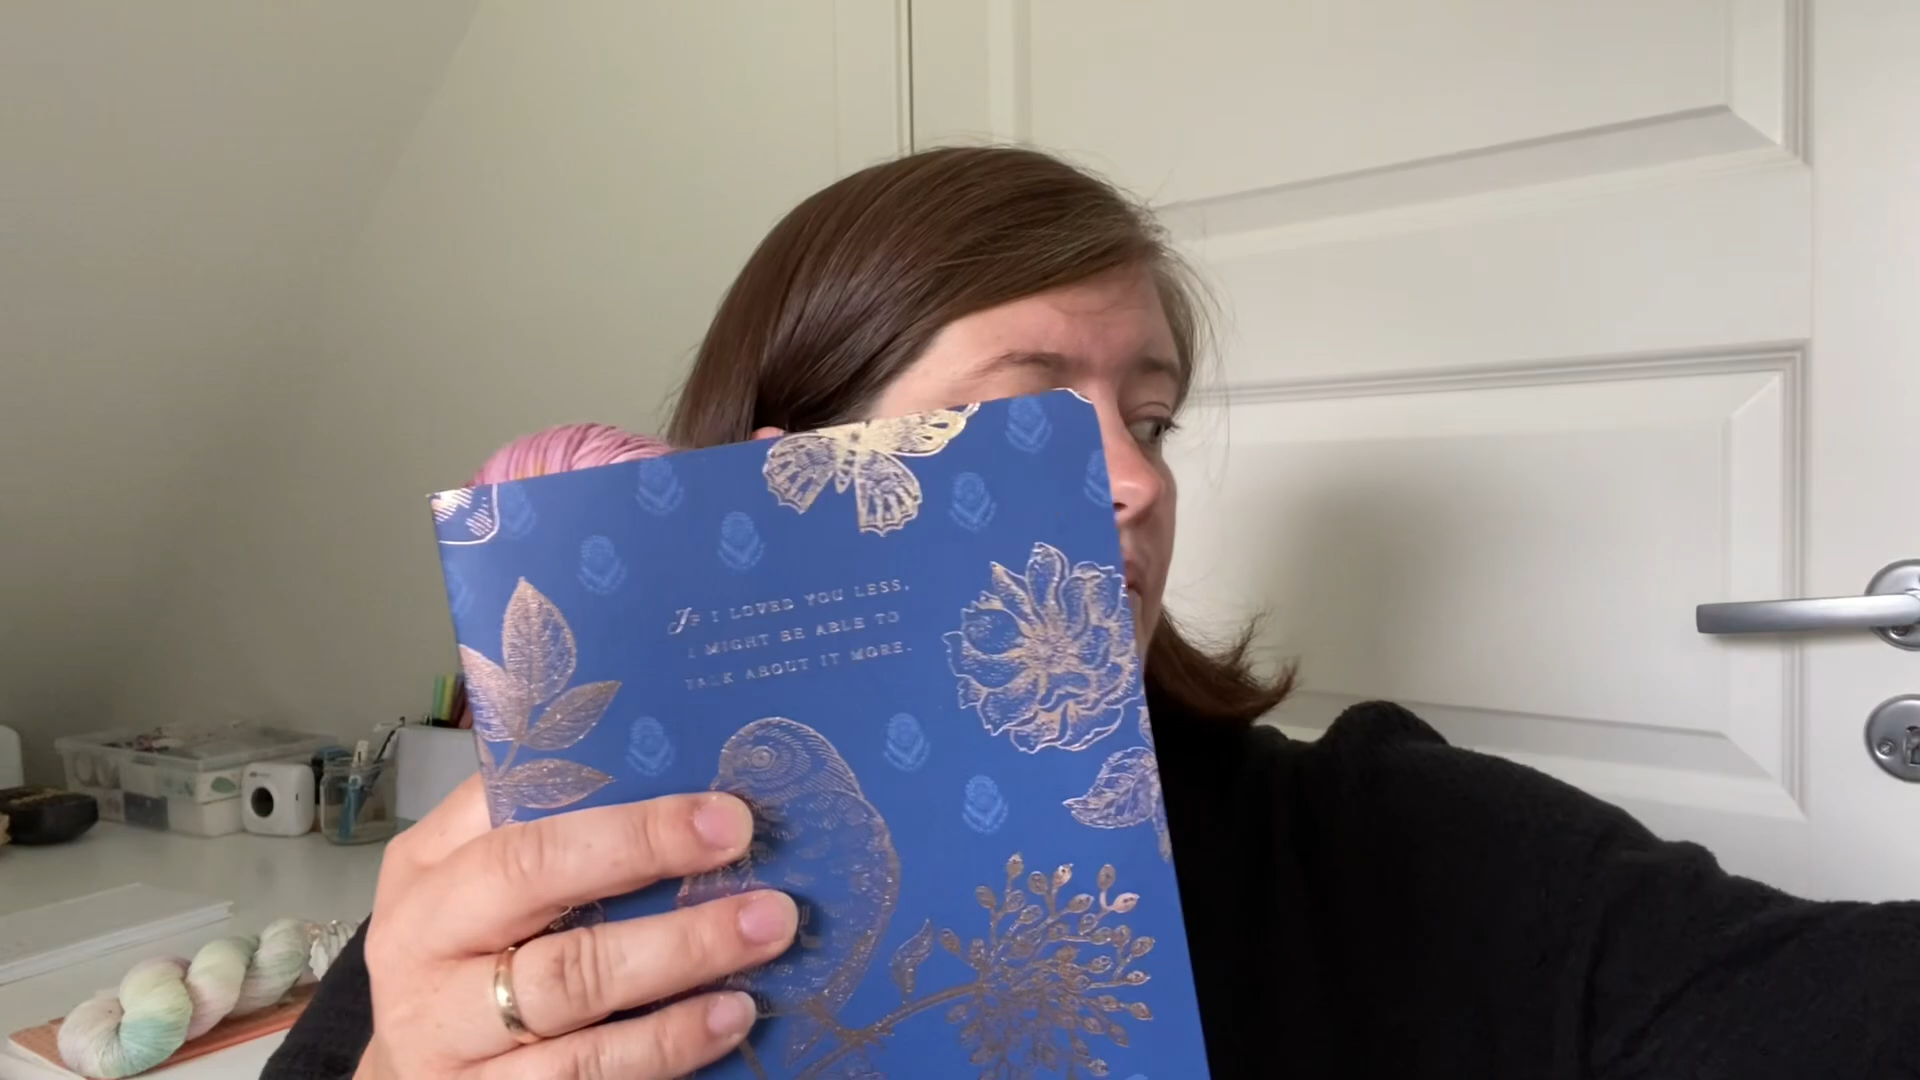 If I LOVED YOU LESS,
I MIGHT BE ABLE TO
TALK ABOUT IT MORE.